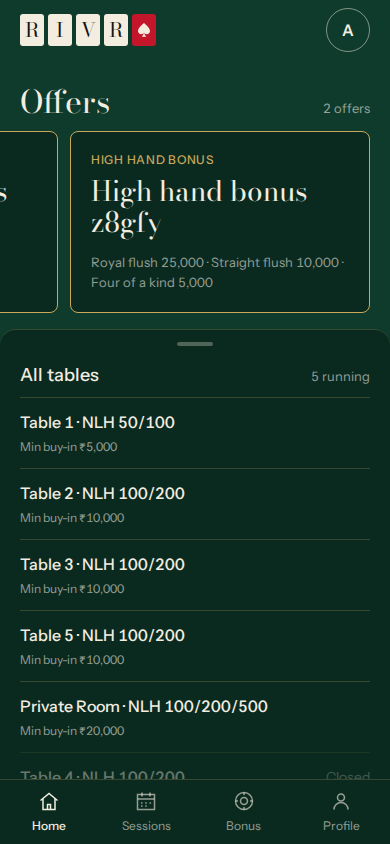 R I V R
A
Offers
2 offers
s
HIGH HAND BONUS
High hand bonus
z8gfy
Royal flush 25,000 · Straight flush 10,000 ·
Four of a kind 5,000
All tables
5 running
Table 1 · NLH 50/100
Min buy-in ₹5,000
Table 2 · NLH 100/200
Min buy-in ₹10,000
Table 3 · NLH 100/200
Min buy-in ₹10,000
Table 5 · NLH 100/200
Min buy-in ₹10,000
Private Room · NLH 100/200/500
Min buy-in ₹20,000
Table 4 · NLH 100/200
Closed
Home
Sessions
Bonus
Profile